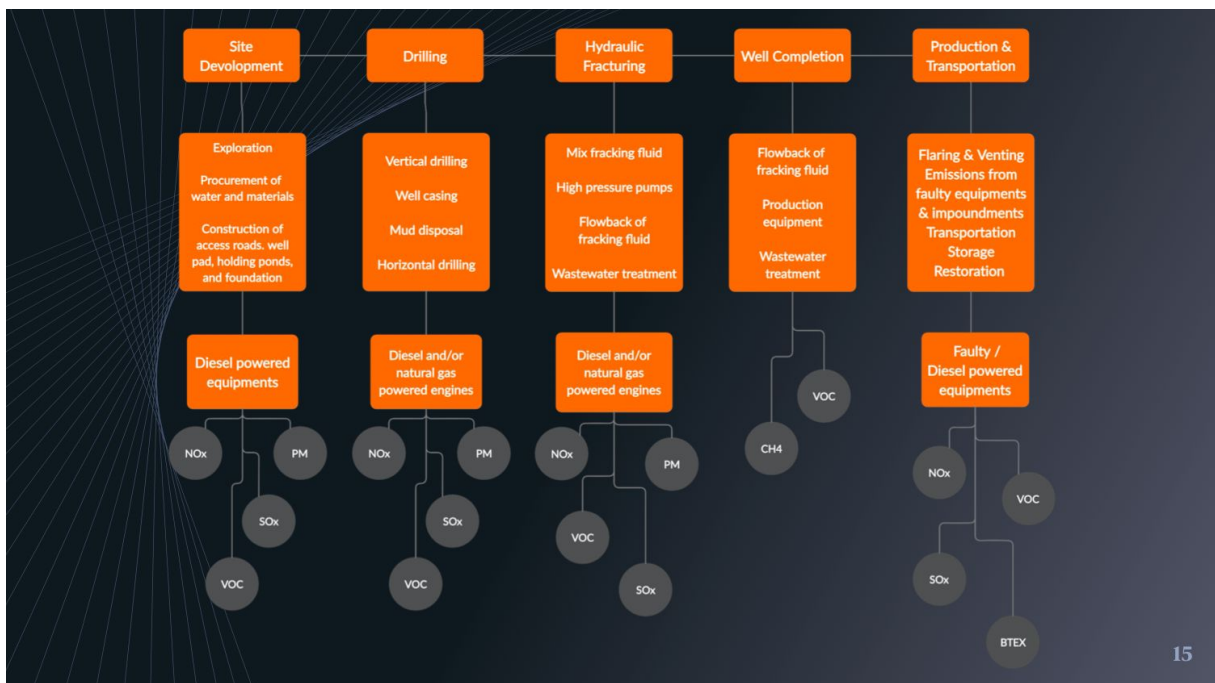 Site
Devolopment
Drilling
Hydraulic
Fracturing
Well Completion
Production &
Transportation
Exploration
Procurement of
water and materials
Construction of
access roads. well
pad, holding ponds,
and foundation
Vertical drilling
Well casing
Mud disposal
Horizontal drilling
Mix fracking fluid
High pressure pumps
Flowback of
fracking fluid
Wastewater treatment
Flowback of
fracking fluid
Production
equipment
Wastewater
treatment
Flaring & Venting
Emissions from
faulty equipments
& impoundments
Transportation
Storage
Restoration
Diesel powered
equipments
Diesel and/or
natural gas
powered engines
Diesel and/or
natural gas
powered engines
Faulty /
Diesel powered
equipments
NOx
PM
SOx
VOC
NOx
PM
SOx
VOC
NOx
PM
VOC
SOx
VOC
CH4
NOx
VOC
SOx
BTEX
15